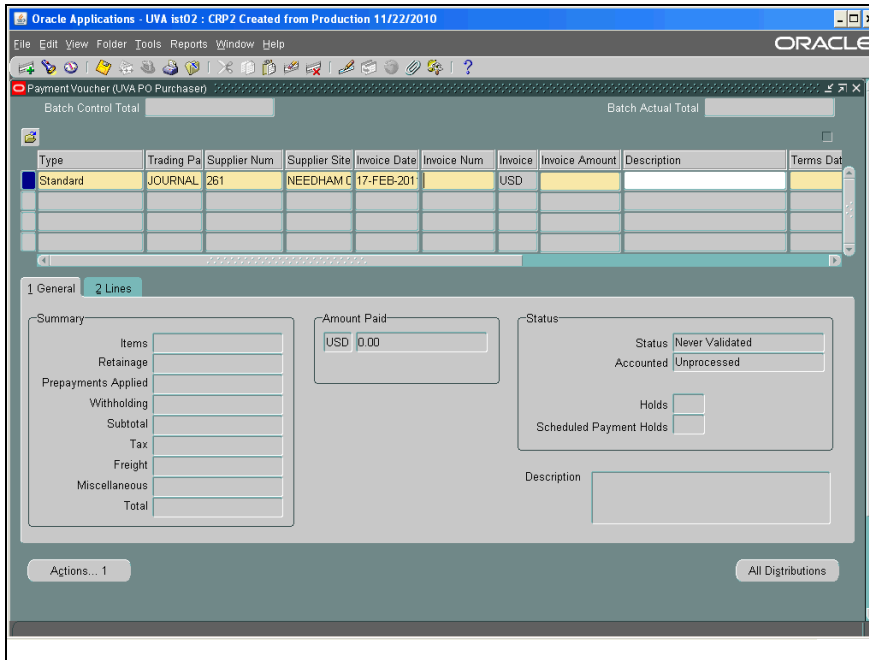 Oracle Applications - UVA ist02 : CRP2 Created from Production 11/22/2010
File Edit View Folder Tools Reports Window Help
ORACLE
Payment Voucher (UVA PO Purchaser)
Batch Control Total Batch Actual Total
Type Trading Pa Supplier Num Supplier Site Invoice Date Invoice Num Invoice Invoice Amount Description Terms Dat
Standard JOURNAL 261 NEEDHAM 17-FEB-201 USD
1 General 2 Lines
Summary Amount Paid Status
Items USD 0.00 Status Never Validated
Retainage Accounted Unprocessed
Prepayments Applied
Withholding Holds
Subtotal Scheduled Payment Holds
Tax
Freight
Miscellaneous Description
Total
Actions... 1 All Distributions